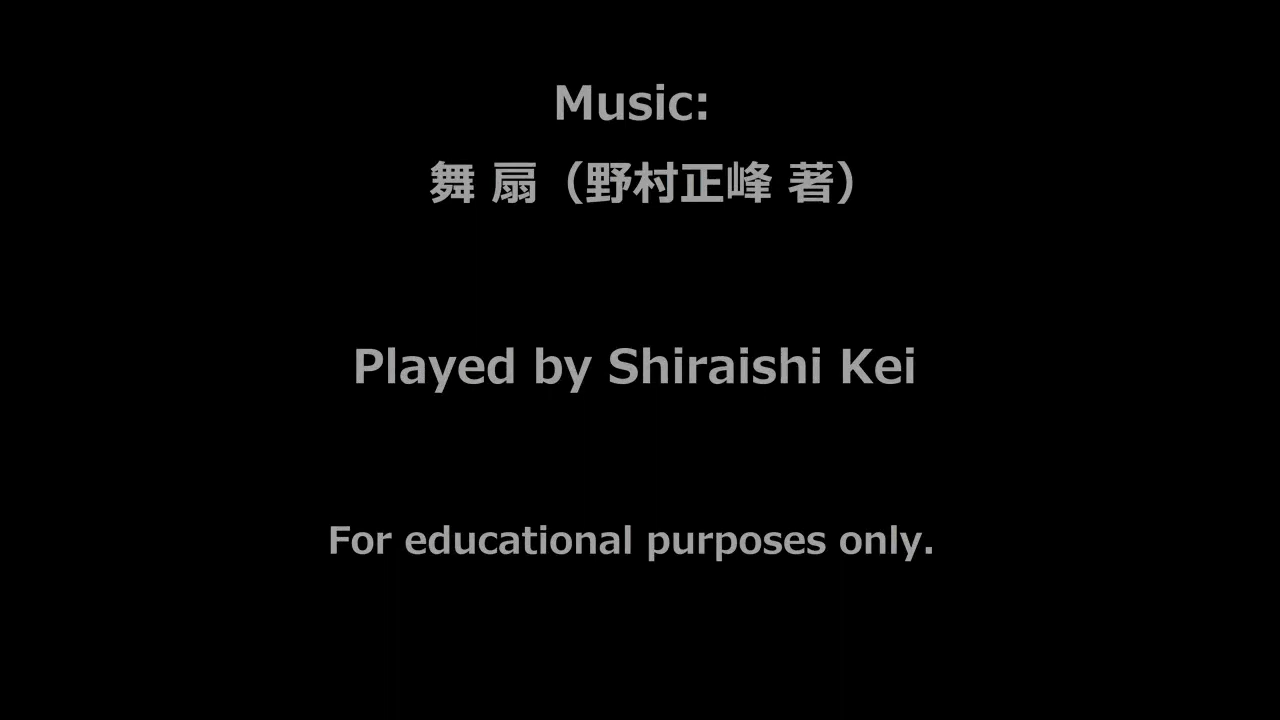 Music:
舞 扇（野村正峰 著）
Played by Shiraishi Kei
For educational purposes only.